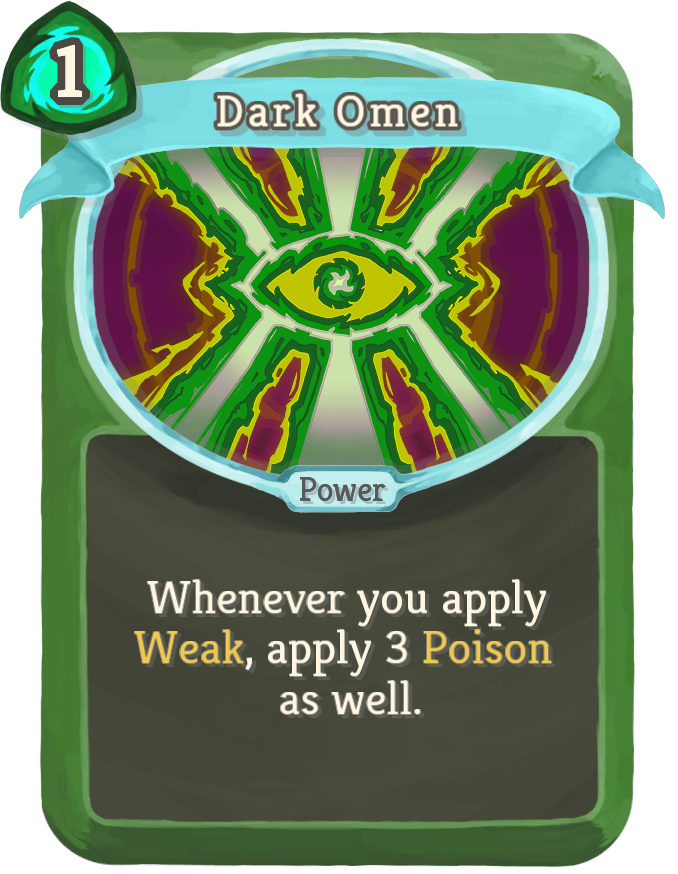 1
Dark Omen
Power
Whenever you apply
Weak, apply 3 Poison
as well.